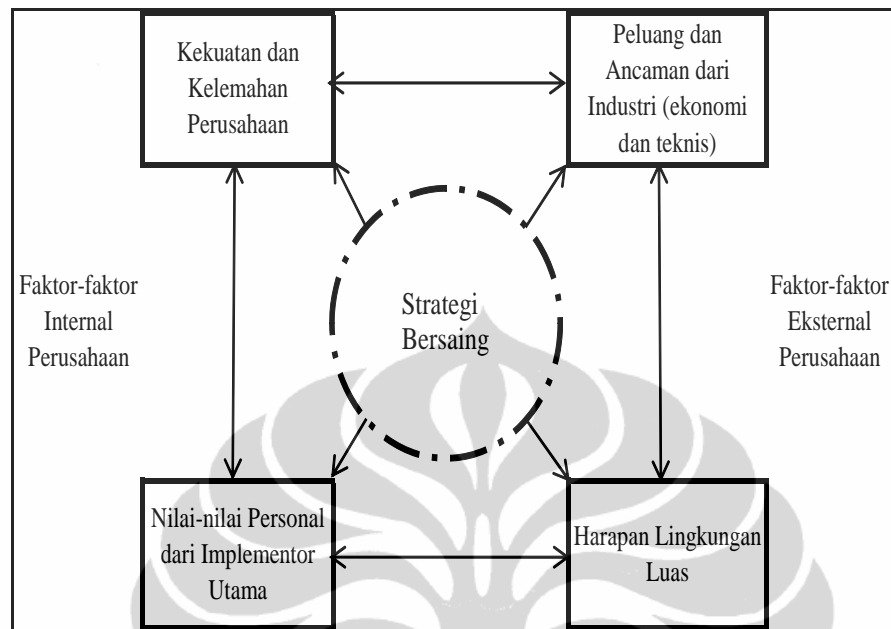 Kekuatan dan
Kelemahan
Perusahaan
Peluang dan
Ancaman dari
Industri (ekonomi
dan teknis)
Faktor-faktor
Internal
Perusahaan
Strategi
Bersaing
Faktor-faktor
Eksternal
Perusahaan
Nilai-nilai Personal
dari Implementor
Utama
Harapan Lingkungan
Luas